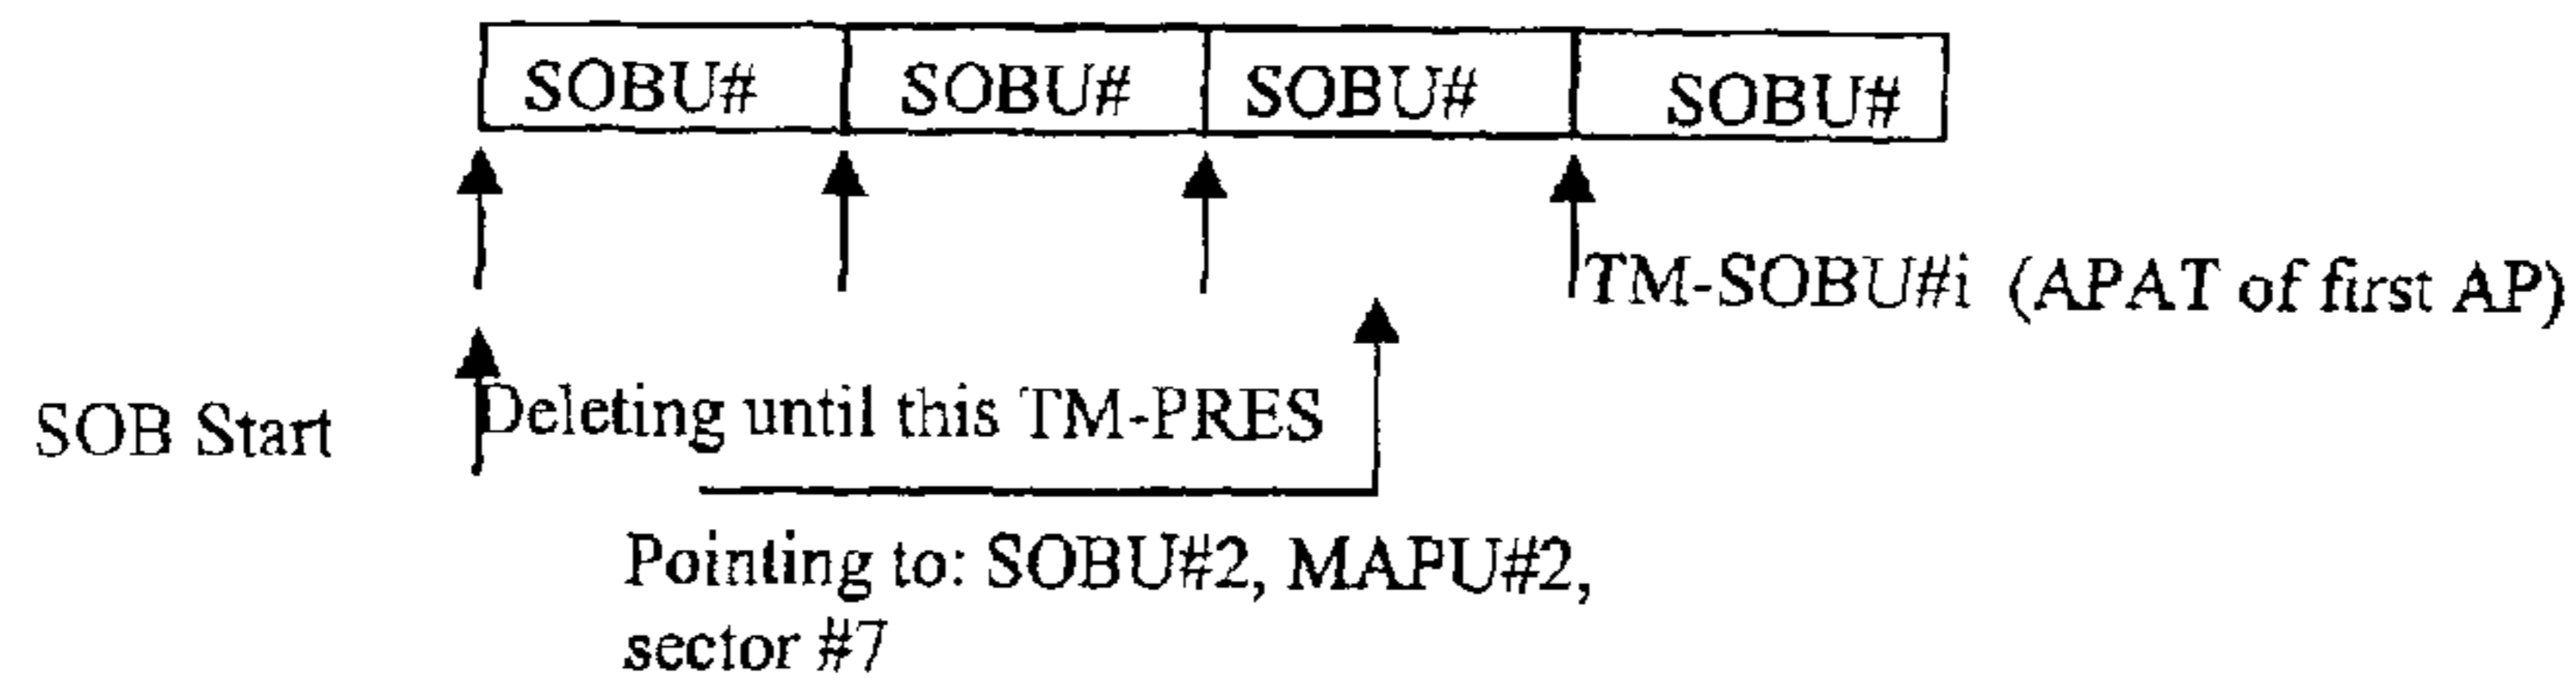 SOBU# SOBU# SOBU# SOBU#
TM-SOBU#i (APAT of first AP)
SOB Start
Deleting until this TM-PRES
Pointing to: SOBU#2, MAPU#2,
sector #7